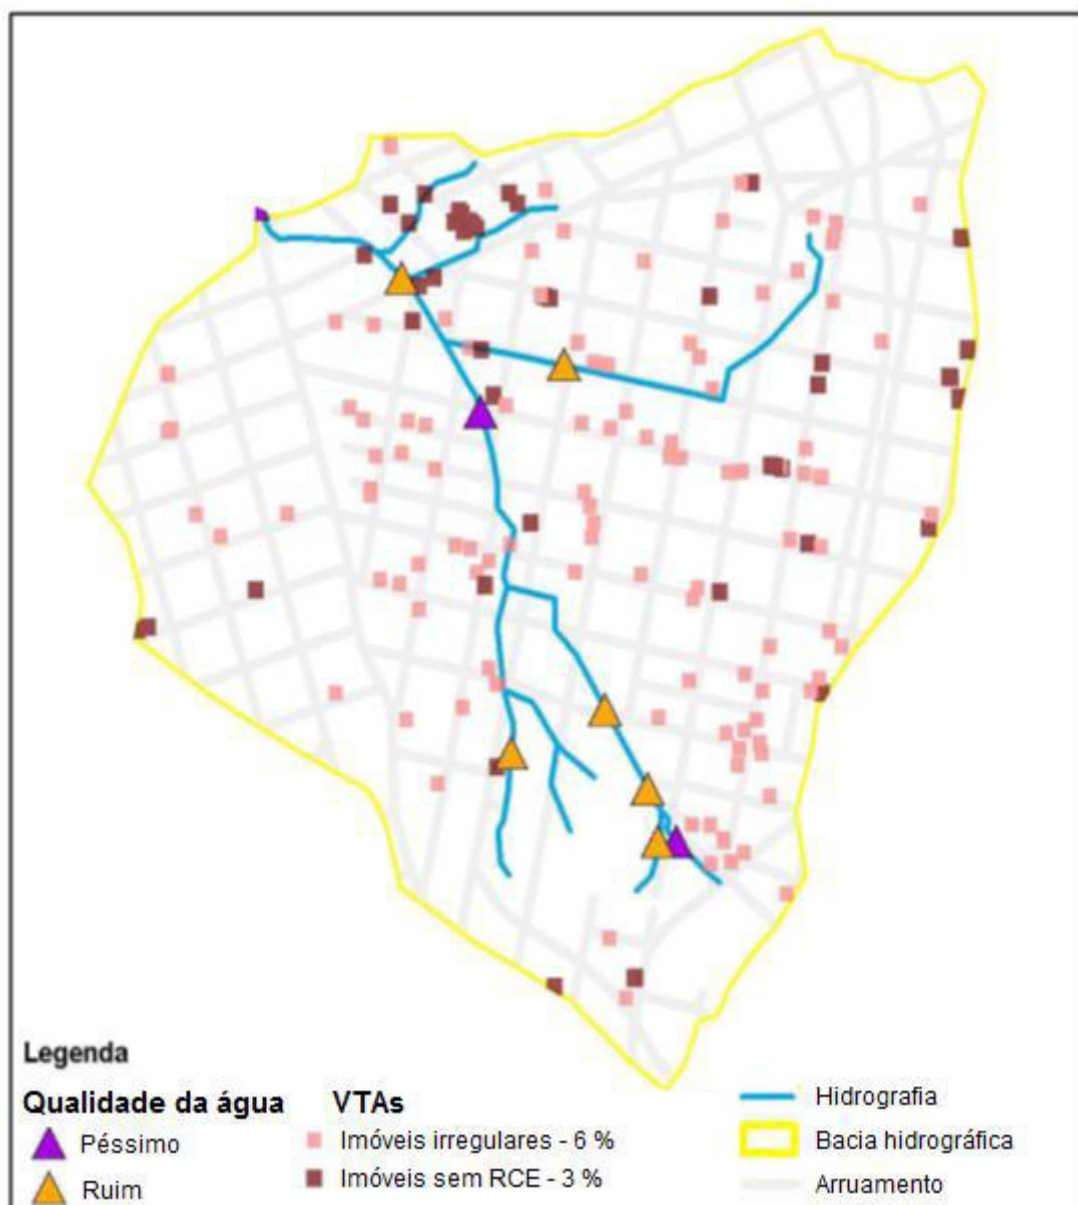 Legenda
Qualidade da água
Péssimo
Ruim
VTAs
Imóveis irregulares - 6 %
Imóveis sem RCE - 3 %
Hidrografia
Bacia hidrográfica
Arruamento